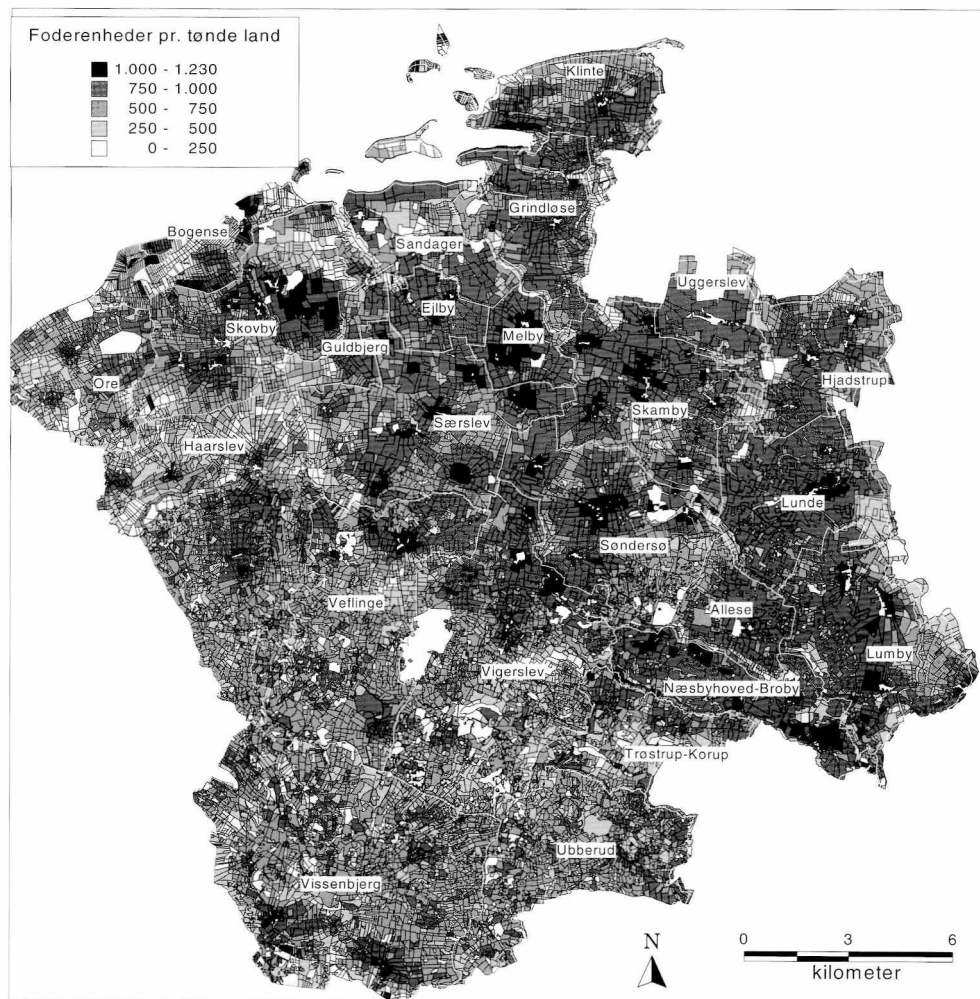 Foderenheder pr. tønde land
1.000 - 1.230
750 - 1.000
500 - 750
250 - 500
0 - 250
Klinte
Grindløse
Bogense
Sandager
Uggerslev
Ejlby
Skovby
Melby
Guldbjerg
Ore
Hjadstrup
Skamby
Særslev
Haarslev
Lunde
Søndersø
Veflinge
Allese
Lumby
Vigerslev
Næsbyhoved-Broby
Trøstrup-Korup
Ubberud
Vissenbjerg
N
0 3 6
kilometer